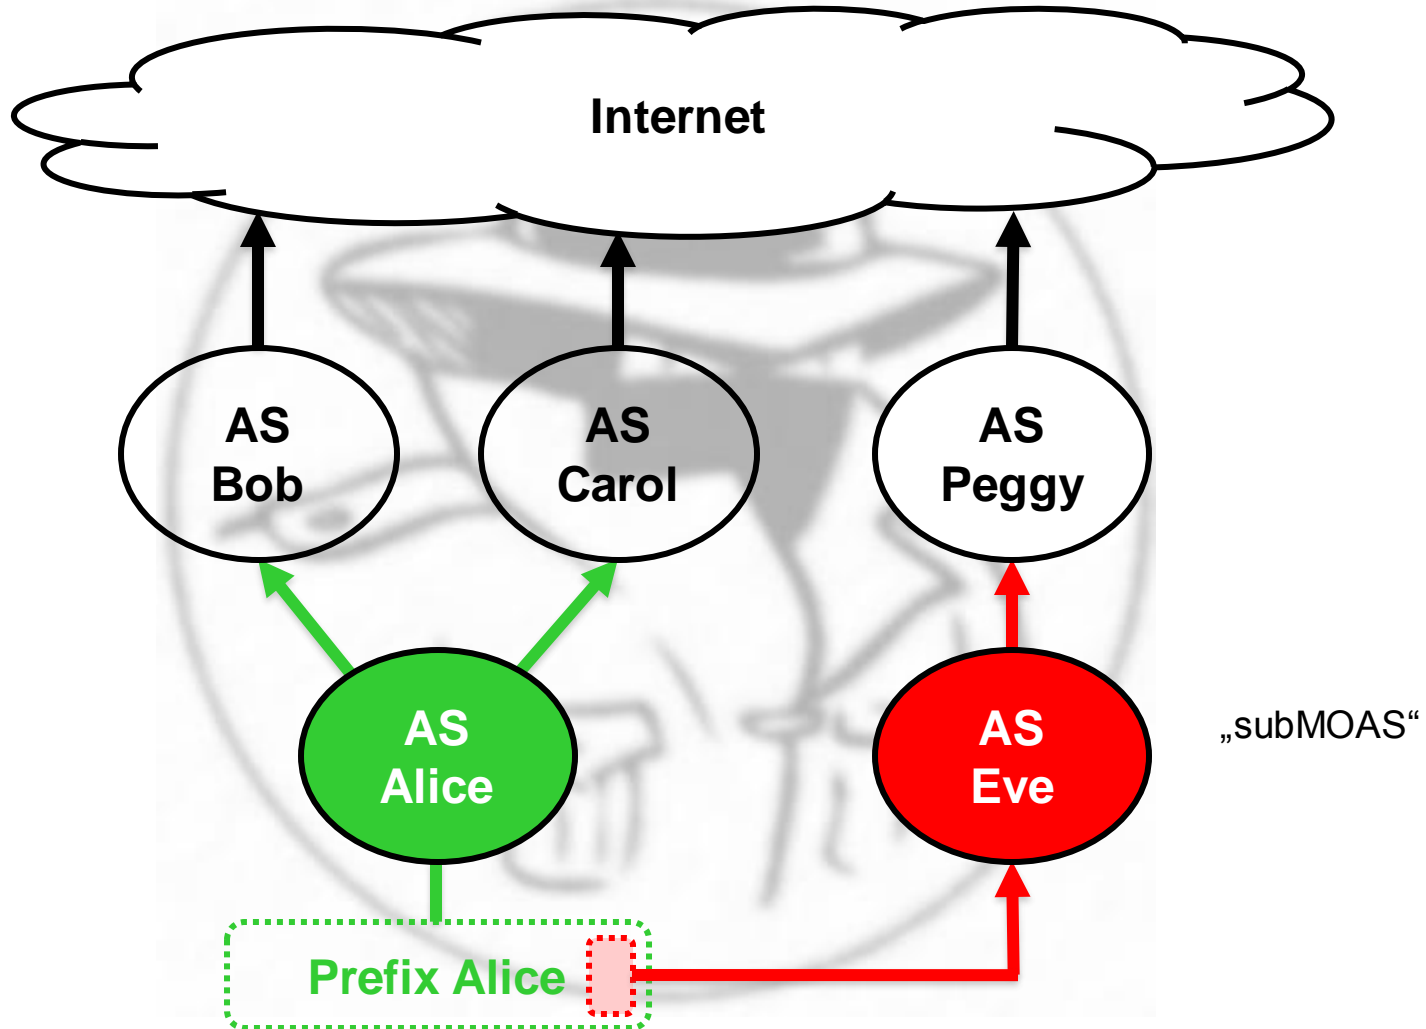 Internet
AS
Bob
AS
Carol
AS
Peggy
AS
Alice
AS
Eve
„subMOAS“
Prefix Alice